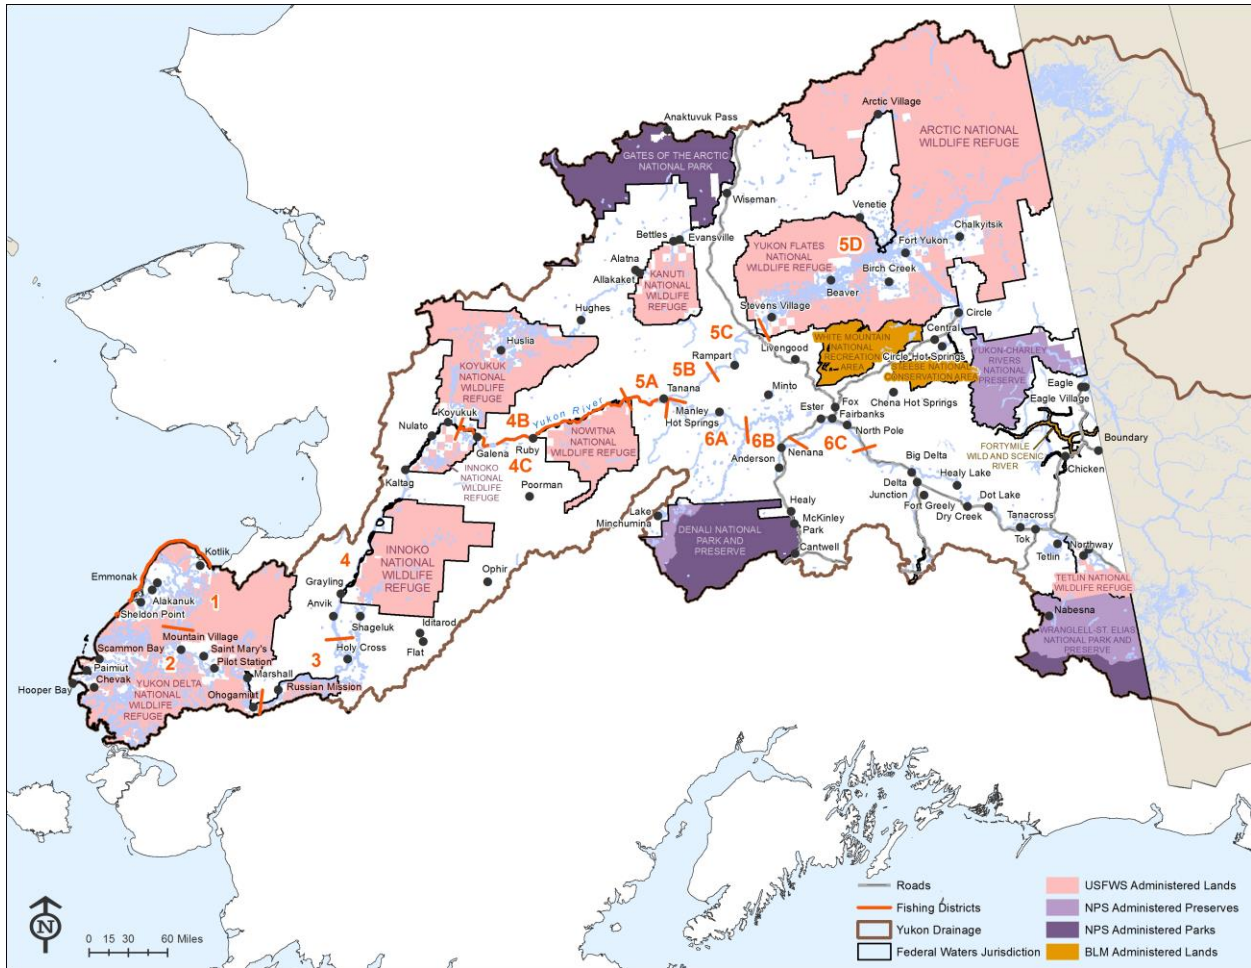 Anaktuvuk Pass
GATES OF THE ARCTIC
NATIONAL PARK
Arctic Village
ARCTIC NATIONAL
WILDLIFE REFUGE
Wiseman
Venetie
Chalkyitsik
Bettles
Evansville
Fort Yukon
YUKON FLATES
NATIONAL
WILDLIFE REFUGE
5D
Birch Creek
Beaver
Alatna
Allakaket
KANUTI
NATIONAL
WILDLIFE
REFUGE
Hughes
Stevens Village
Circle
5C
Central
WHITE MOUNTAIN
NATIONAL
RECREATION
AREA
Circle Hot Springs
STEESE NATIONAL
CONSERVATION AREA
YUKON-CHARLEY
RIVERS
NATIONAL
PRESERVE
Livengood
Huslia
KOYUKUK
NATIONAL
WILDLIFE
REFUGE
Rampart
5B
5A
Tanana
Minto
Eagle
Eagle Village
Chena Hot Springs
Koyukuk
4B
Yukon River
Manley
Hot Springs
Ester
Fox
Fairbanks
North Pole
Nulato
NOWITNA
NATIONAL
WILDLIFE
REFUGE
6A
6B
6C
Galena
Ruby
4C
Nenana
Anderson
FORTYMILE
WILD AND SCENIC
RIVER
Boundary
Chicken
Kaltag
INNOKO
NATIONAL
WILDLIFE
REFUGE
Poorman
Big Delta
Healy Lake
Delta
Junction
Fort Greely
Dot Lake
Dry Creek
Tanacross
Tok
Tetlin
Northway
Lake
Minchumina
Healy
McKinley
Park
Cantwell
DENALI NATIONAL
PARK AND
PRESERVE
TETLIN NATIONAL
WILDLIFE REFUGE
Nabesna
WRANGLELL-ST. ELIAS
NATIONAL PARK AND
PRESERVE
Kotlik
Emmonak
Alakanuk
Sheldon Point
1
4
INNOKO
NATIONAL
WILDLIFE
REFUGE
Grayling
Anvik
Ophir
Shageluk
Iditarod
Flat
Mountain Village
Scammon Bay
Saint Mary's
2
Pilot Station
3
Holy Cross
Paimiut
Chevak
Hooper Bay
YUKON DELTA
NATIONAL
WILDLIFE
REFUGE
Marshall
Russian Mission
Ohogamiut
N
0 15 30 60 Miles
Roads
Fishing Districts
Yukon Drainage
Federal Waters Jurisdiction
USFWS Administered Lands
NPS Administered Preserves
NPS Administered Parks
BLM Administered Lands